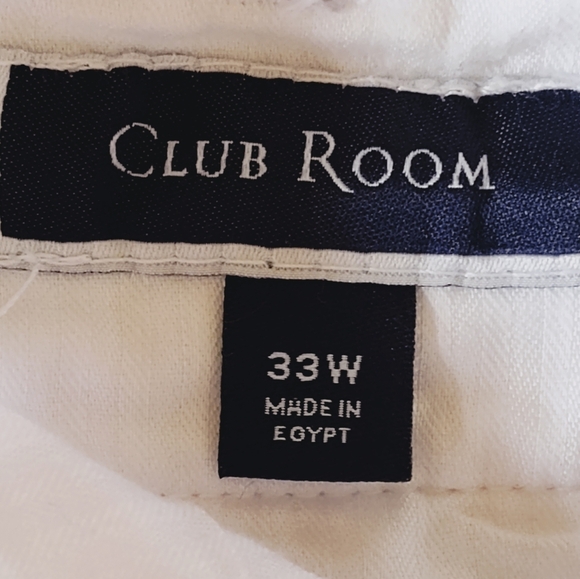 CLUB ROOM
33W
MADE IN
EGYPT